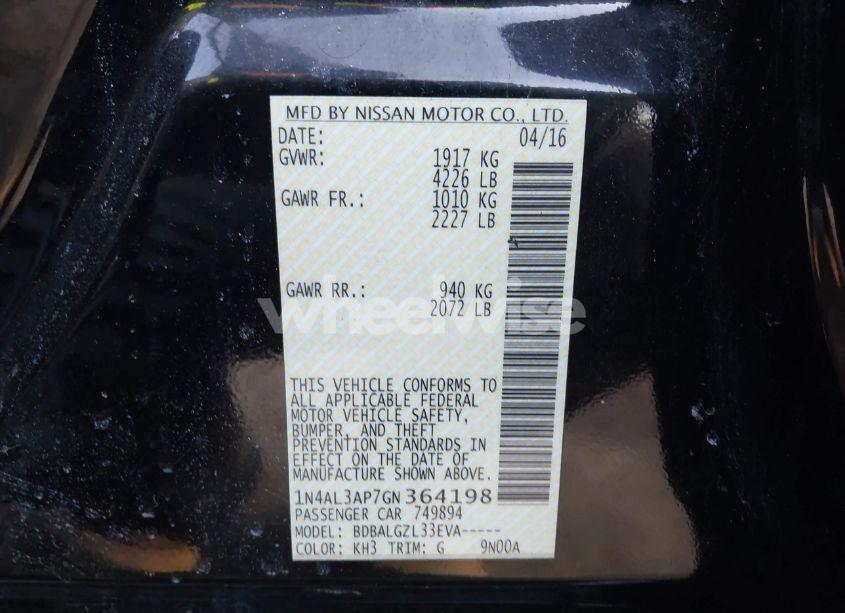 MFD BY NISSAN MOTOR CO., LTD.
DATE: 04/16
GVWR: 1917 KG
4226 LB
GAWR FR.: 1010 KG
2227 LB
GAWR RR.: 940 KG
2072 LB
wheelwise
THIS VEHICLE CONFORMS TO
ALL APPLICABLE FEDERAL
MOTOR VEHICLE SAFETY,
BUMPER, AND THEFT
PREVENTION STANDARDS IN
EFFECT ON THE DATE OF
MANUFACTURE SHOWN ABOVE.
1N4AL3AP7GN364198
PASSENGER CAR 749894
MODEL: BDBALGZL33EVA-----
COLOR: KH3 TRIM: G 9N00A